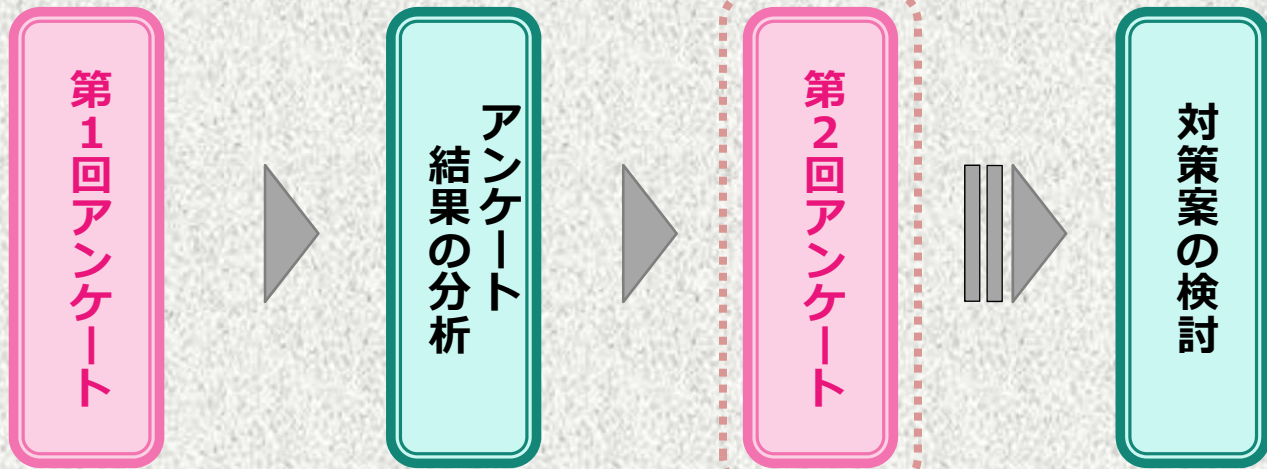 第1回アンケート
アンケート
結果の分析
第2回アンケート
対策案の検討